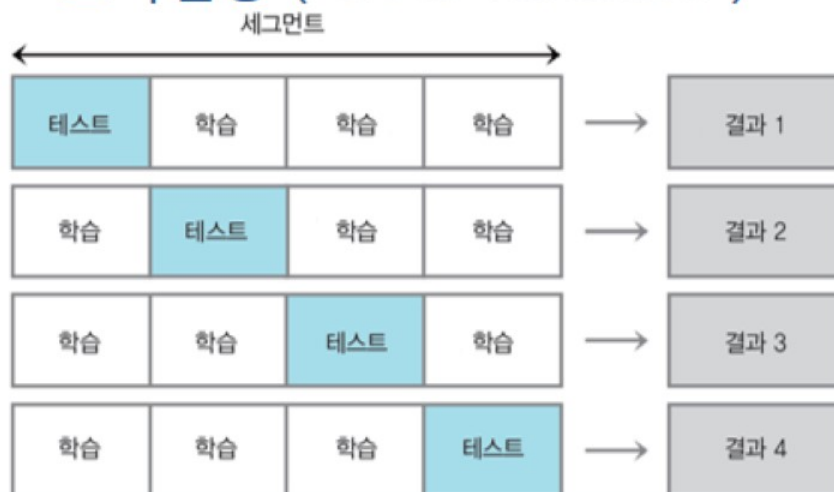 세그먼트
테스트 학습 학습 학습 결과 1
학습 테스트 학습 학습 결과 2
학습 학습 테스트 학습 결과 3
학습 학습 학습 테스트 결과 4